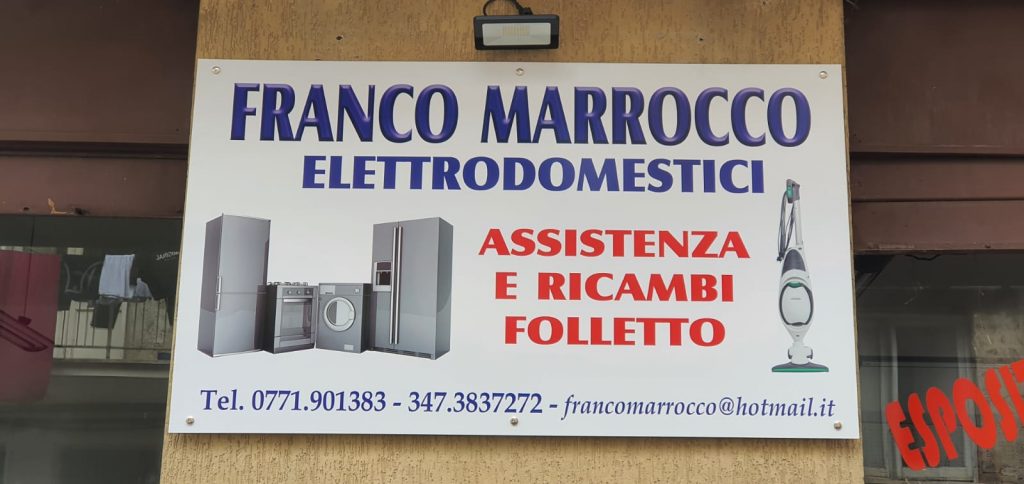 FRANCO MARROCCO
ELETTRODOMESTICI
ASSISTENZA
E RICAMBI
FOLLETTO
Tel. 0771.901383 - 347.3837272 - francomarrocco@hotmail.it